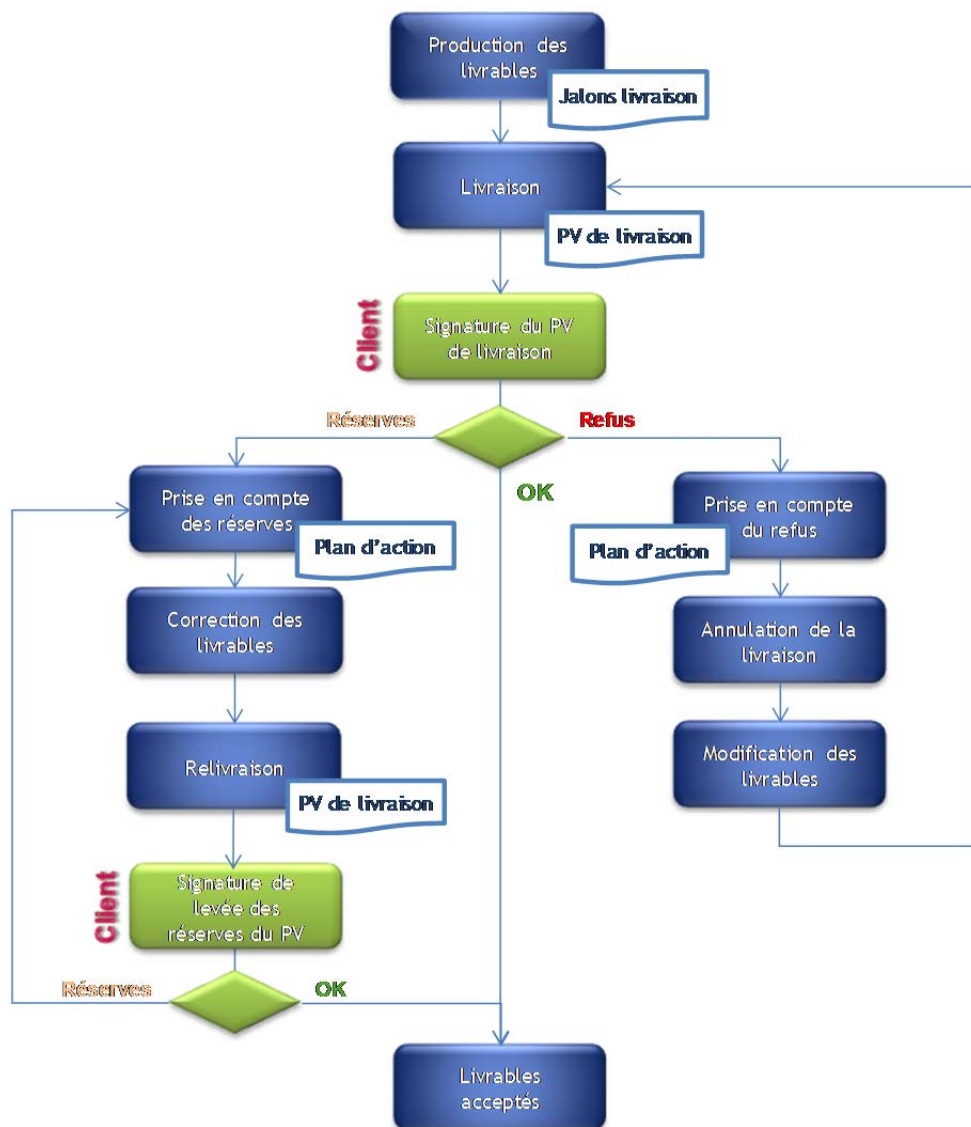 Production des
livrables
Jalons livraison
Livraison
PV de livraison
Client
Signature du PV
de livraison
Réserves
Refus
OK
Prise en compte
des réserves
Plan d'action
Prise en compte
du refus
Plan d'action
Correction des
livrables
Annulation de la
livraison
Relivraison
PV de livraison
Modification des
livrables
Client
Signature de
levée des
réserves du PV
Réserves
OK
Livrables
acceptés